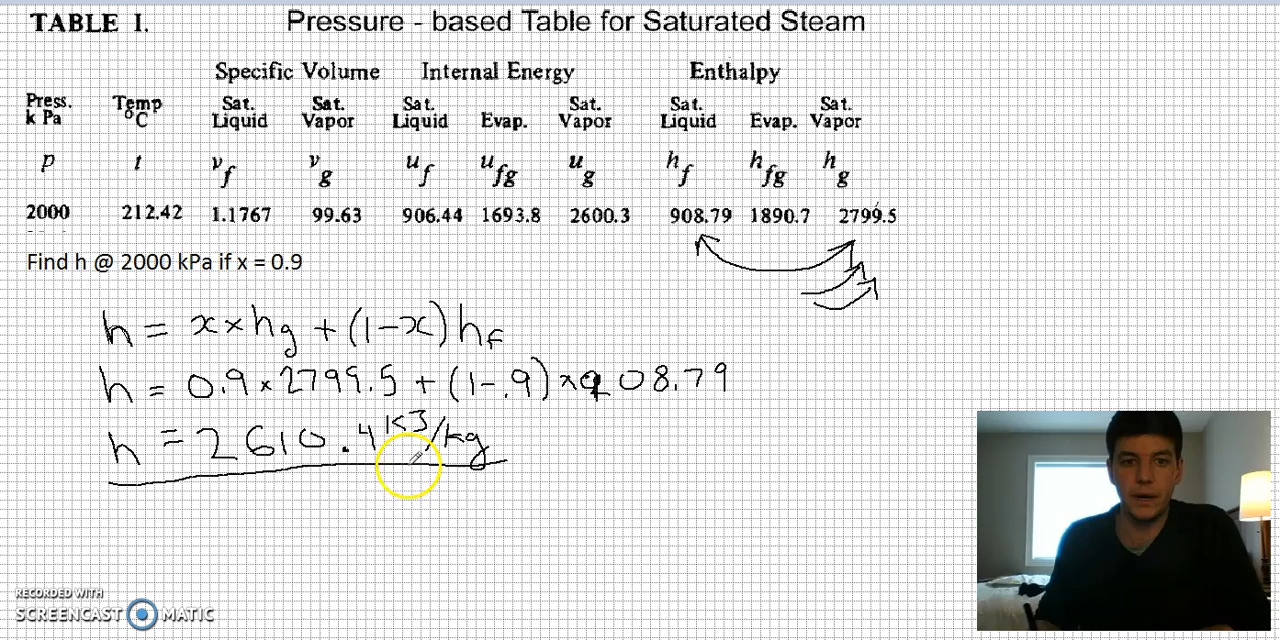 TABLE I. Pressure - based Table for Saturated Steam
Specific Volume Internal Energy Enthalpy
Press. Temp Sat. Sat. Sat. Sat. Sat. Sat.
k Pa °C Liquid Vapor Liquid Evap. Vapor Liquid Evap. Vapor
p t vf vg uf ufg ug hf hfg hg
2000 212.42 1.1767 99.63 906.44 1693.8 2600.3 908.79 1890.7 2799.5
Find h @ 2000 kPa if x = 0.9
h = x×hg + (1-x)hf
h = 0.9×2799.5 + (1-.9)×908.79
h = 2610.4 kJ/kg
RECORDED WITH
SCREENCAST MATIC